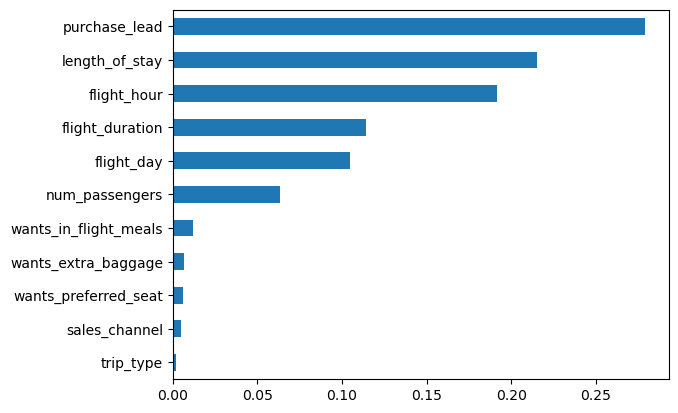 purchase_lead
length_of_stay
flight_hour
flight_duration
flight_day
num_passengers
wants_in_flight_meals
wants_extra_baggage
wants_preferred_seat
sales_channel
trip_type
0.00 0.05 0.10 0.15 0.20 0.25